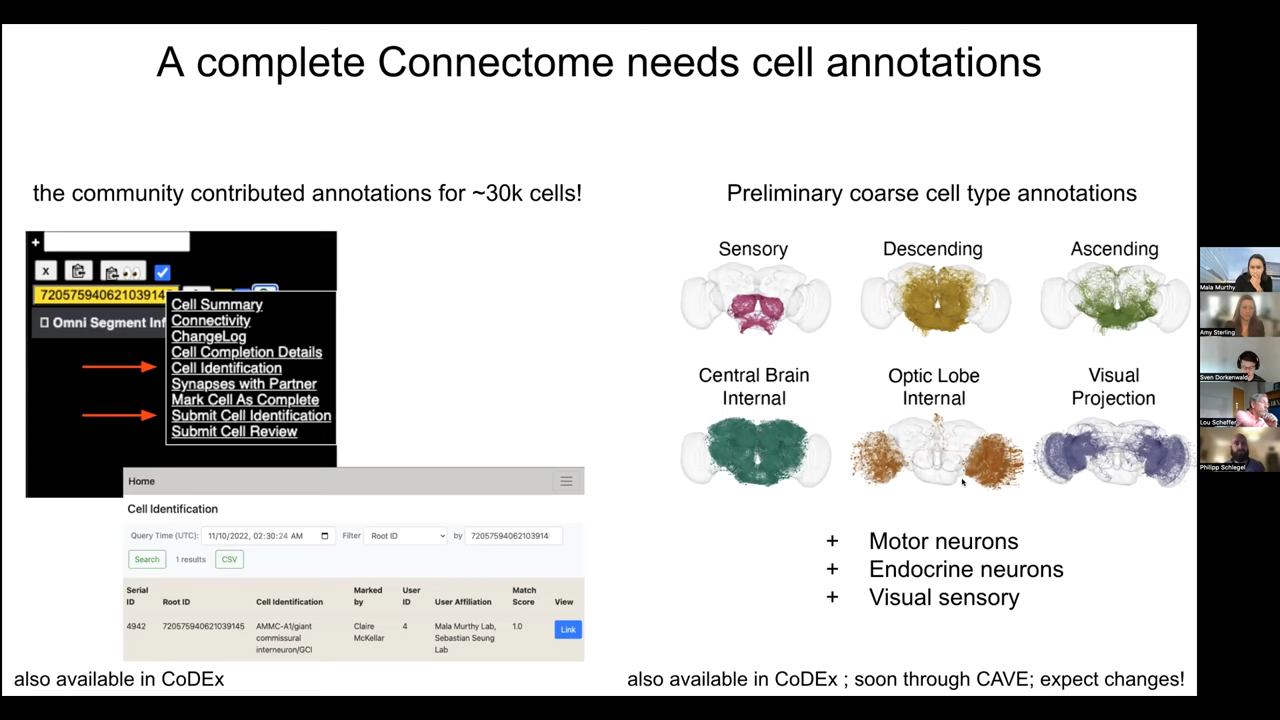 A complete Connectome needs cell annotations
the community contributed annotations for ~30k cells!
+
x
72057594062103914
Omni Segment Inf
Cell Summary
Connectivity
ChangeLog
Cell Completion Details
Cell Identification
Synapses with Partner
Mark Cell As Complete
Submit Cell Identification
Submit Cell Review
Home
Cell Identification
Query Time (UTC): 11/10/2022, 02:30:24 AM Filter Root ID by 72057594062103914
Search 1 results CSV
Serial ID Root ID Cell Identification Marked by User ID User Affiliation Match Score View
4942 720575940621039145 AMMC-A1/giant commissural interneuron/GCI Claire McKellar 4 Mala Murthy Lab, Sebastian Seung Lab 1.0 Link
also available in CoDEx
Preliminary coarse cell type annotations
Sensory Descending Ascending
Central Brain Internal Optic Lobe Internal Visual Projection
+ Motor neurons
+ Endocrine neurons
+ Visual sensory
also available in CoDEx ; soon through CAVE; expect changes!
Mala Murthy
Amy Sterling
Sven Dorkenwald
Lou Scheffer
Philipp Schlegel